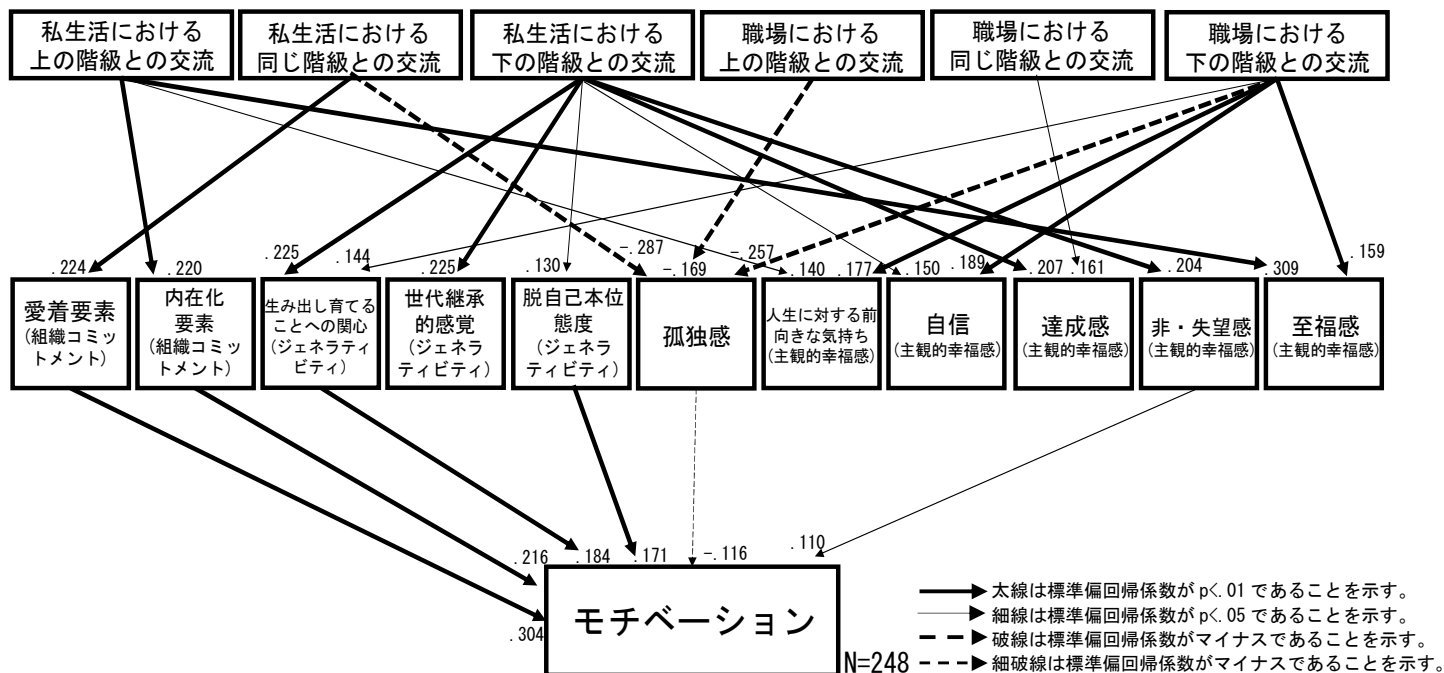 私生活における
上の階級との交流
私生活における
同じ階級との交流
私生活における
下の階級との交流
職場における
上の階級との交流
職場における
同じ階級との交流
職場における
下の階級との交流
.224
.220
.225
.144
.225
.130
-.287
-.169
-.257
.140
.177
.150
.189
.207
.161
.204
.309
.159
愛着要素
(組織コミッ
トメント)
内在化
要素
(組織コミッ
トメント)
生み出し育てる
ことへの関心
(ジェネラティ
ビティ)
世代継承
的感覚
(ジェネラ
ティビティ)
脱自己本位
態度
(ジェネラ
ティビティ)
孤独感
人生に対する前
向きな気持ち
(主観的幸福感)
自信
(主観的幸福感)
達成感
(主観的幸福感)
非・失望感
(主観的幸福感)
至福感
(主観的幸福感)
.304
.216
.184
.171
-.116
.110
モチベーション
N=248
太線は標準偏回帰係数が p<.01 であることを示す。
細線は標準偏回帰係数が p<.05 であることを示す。
破線は標準偏回帰係数がマイナスであることを示す。
細破線は標準偏回帰係数がマイナスであることを示す。